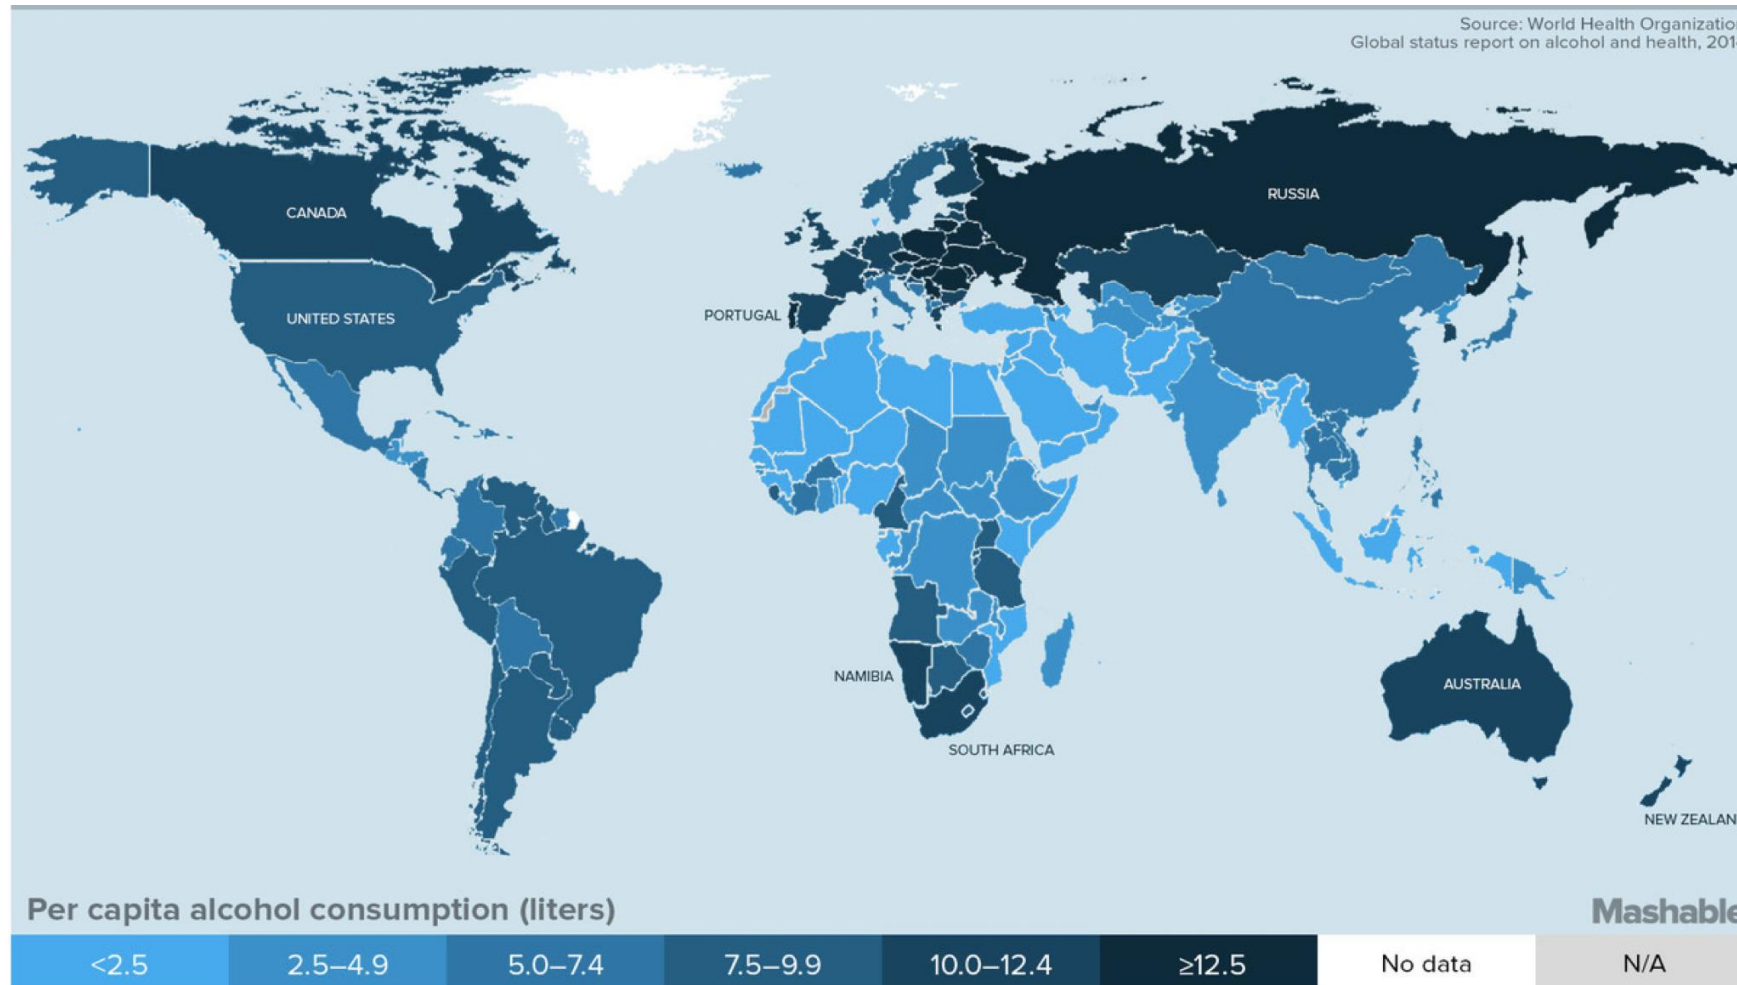 Source: World Health Organizatio
Global status report on alcohol and health, 201
CANADA
RUSSIA
UNITED STATES
PORTUGAL
NAMIBIA
AUSTRALIA
SOUTH AFRICA
NEW ZEALAN
Per capita alcohol consumption (liters)
Mashable
<2.5 2.5–4.9 5.0–7.4 7.5–9.9 10.0–12.4 ≥12.5 No data N/A